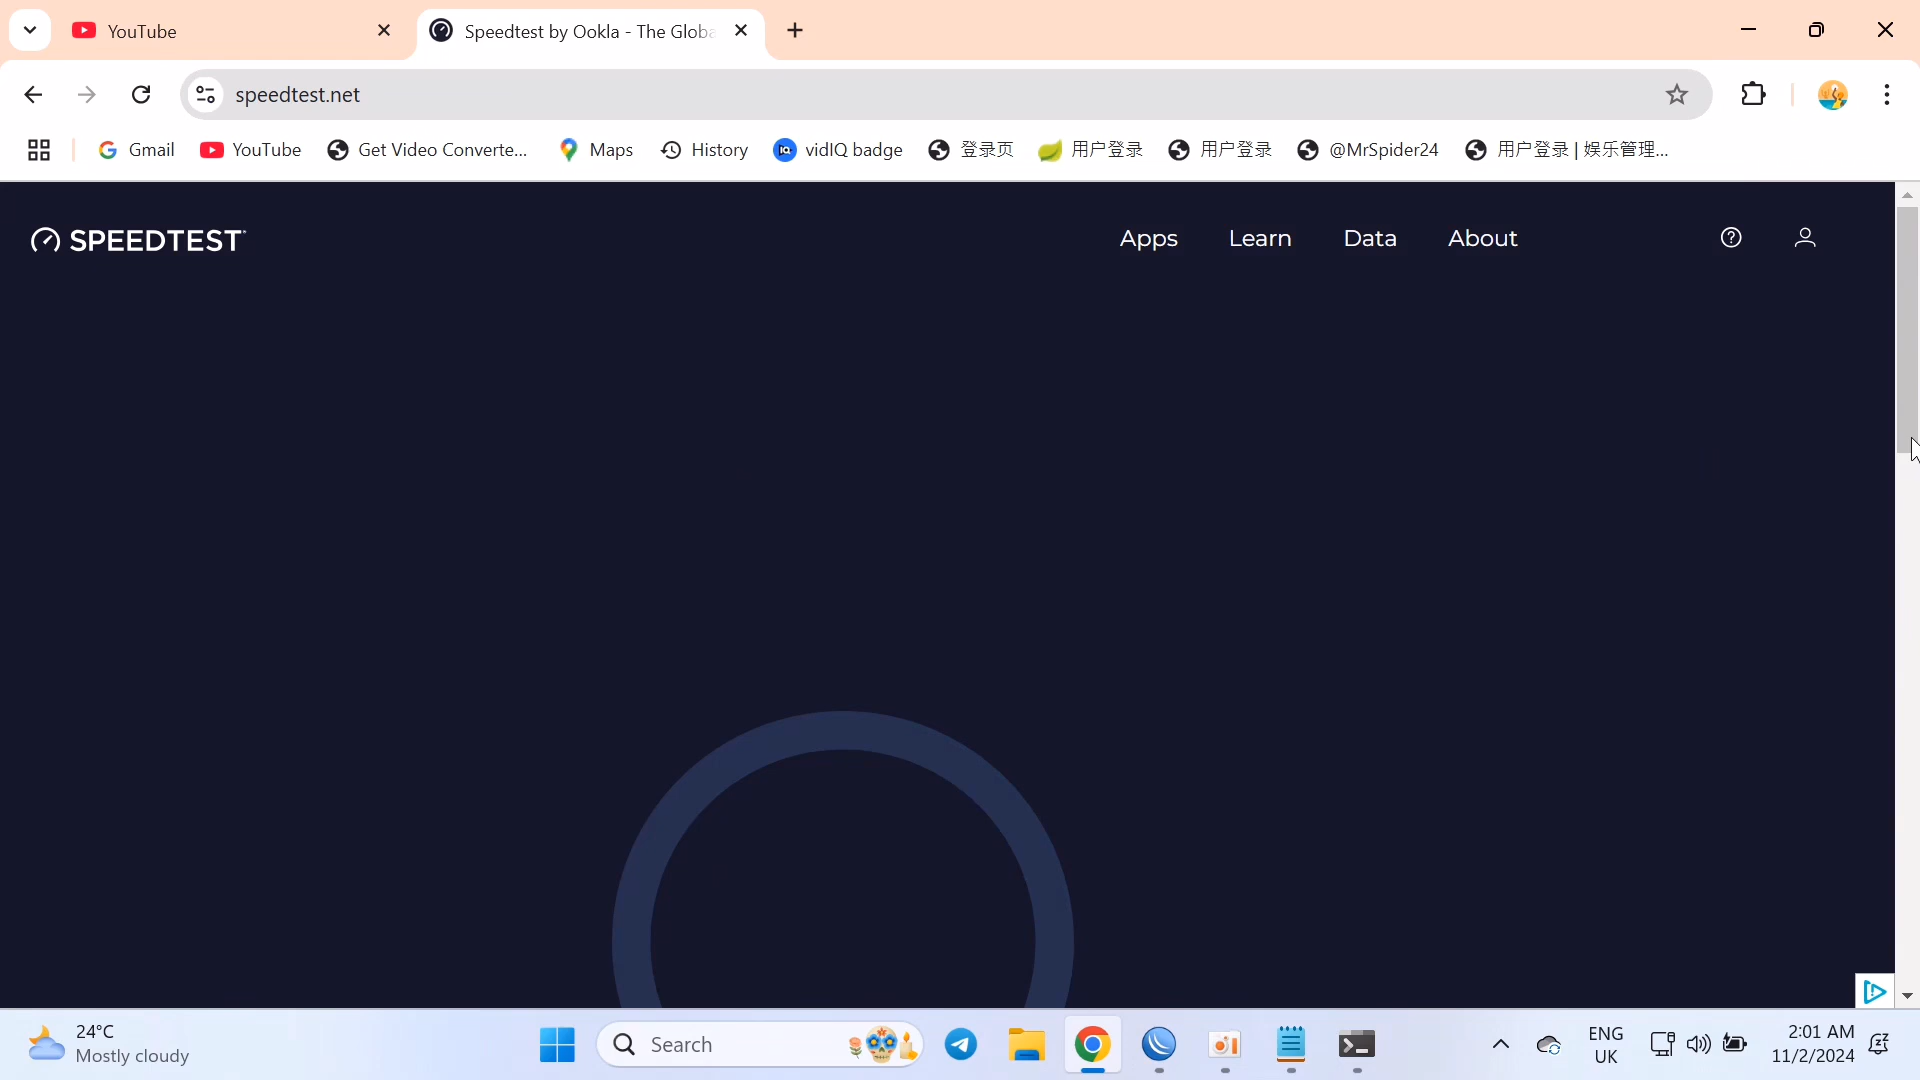 YouTube
Speedtest by Ookla - The Globa
speedtest.net
Gmail
YouTube
Get Video Converte...
Maps
History
vidIQ badge
登录页
用户登录
用户登录
@MrSpider24
用户登录 | 娱乐管理...
SPEEDTEST
Apps
Learn
Data
About
24°C
Mostly cloudy
Search
ENG
UK
2:01 AM
11/2/2024